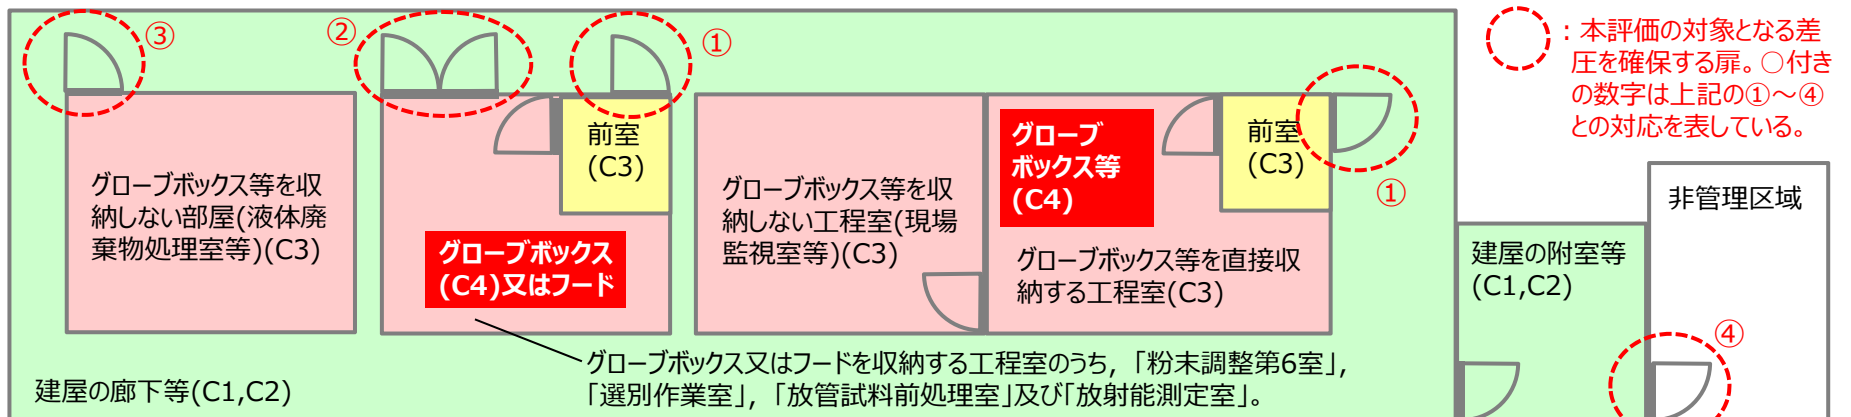 ③
②
①
：本評価の対象となる差
圧を確保する扉。○付き
の数字は上記の①～④
との対応を表している。
前室
(C3)
グローブ
ボックス等
(C4)
前室
(C3)
①
グローブボックス等を収
納しない部屋(液体廃
棄物処理室等)(C3)
グローブボックス等を収
納しない工程室(現場
監視室等)(C3)
非管理区域
グローブボックス
(C4)又はフード
グローブボックス等を直接収
納する工程室(C3)
建屋の附室等
(C1,C2)
④
グローブボックス又はフードを収納する工程室のうち，「粉末調整第6室」，
「選別作業室」，「放管試料前処理室」及び「放射能測定室」。
建屋の廊下等(C1,C2)